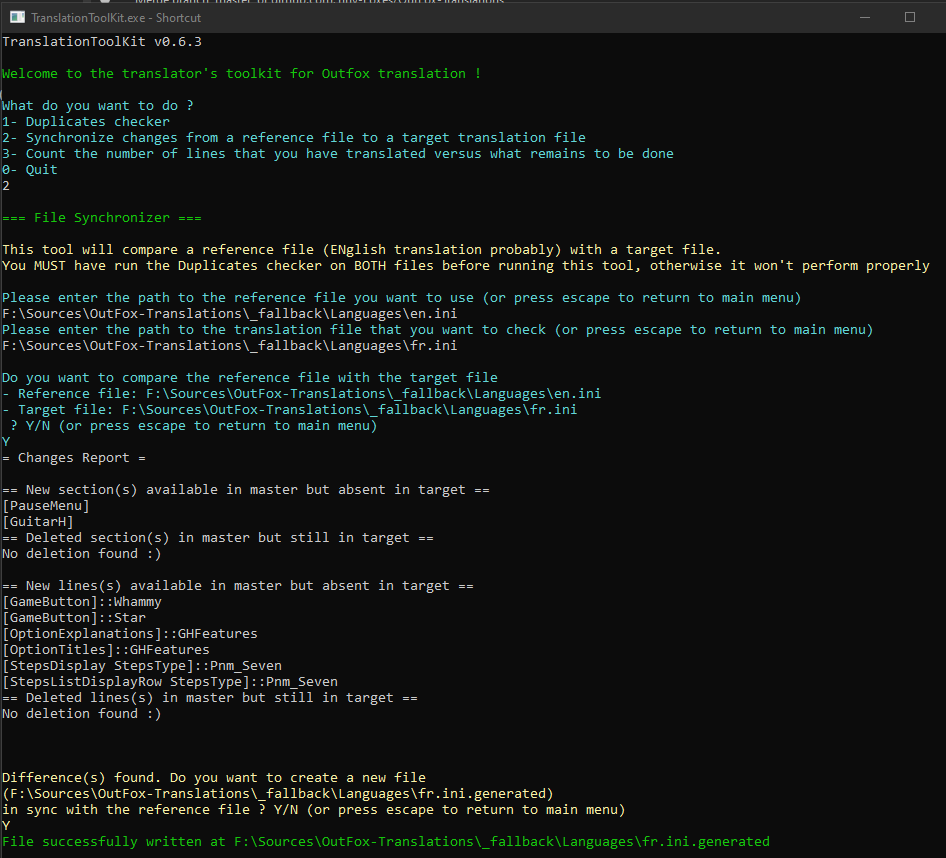 TranslationToolKit.exe - Shortcut
TranslationToolKit v0.6.3
Welcome to the translator's toolkit for Outfox translation !
What do you want to do ?
1- Duplicates checker
2- Synchronize changes from a reference file to a target translation file
3- Count the number of lines that you have translated versus what remains to be done
0- Quit
2
=== File Synchronizer ===
This tool will compare a reference file (ENglish translation probably) with a target file.
You MUST have run the Duplicates checker on BOTH files before running this tool, otherwise it won't perform properly
Please enter the path to the reference file you want to use (or press escape to return to main menu)
F:\Sources\OutFox-Translations\_fallback\Languages\en.ini
Please enter the path to the translation file that you want to check (or press escape to return to main menu)
F:\Sources\OutFox-Translations\_fallback\Languages\fr.ini
Do you want to compare the reference file with the target file
- Reference file: F:\Sources\OutFox-Translations\_fallback\Languages\en.ini
- Target file: F:\Sources\OutFox-Translations\_fallback\Languages\fr.ini
? Y/N (or press escape to return to main menu)
Y
= Changes Report =
== New section(s) available in master but absent in target ==
[PauseMenu]
[GuitarH]
== Deleted section(s) in master but still in target ==
No deletion found :)
== New lines(s) available in master but absent in target ==
[GameButton]::Whammy
[GameButton]::Star
[OptionExplanations]::GHFeatures
[OptionTitles]::GHFeatures
[StepsDisplay StepsType]::Pnm_Seven
[StepsListDisplayRow StepsType]::Pnm_Seven
== Deleted lines(s) in master but still in target ==
No deletion found :)
Difference(s) found. Do you want to create a new file
(F:\Sources\OutFox-Translations\_fallback\Languages\fr.ini.generated)
in sync with the reference file ? Y/N (or press escape to return to main menu)
Y
File successfully written at F:\Sources\OutFox-Translations\_fallback\Languages\fr.ini.generated